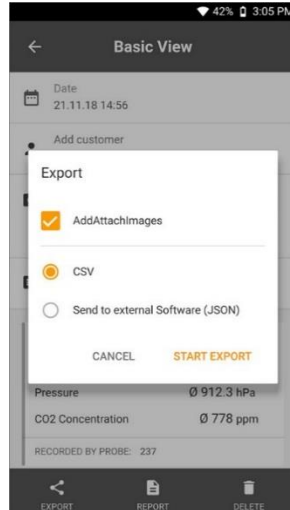 42% 3:05 PM
Basic View
Date
21.11.18 14:56
Add customer
Export
AddAttachImages
CSV
Send to external Software (JSON)
CANCEL START EXPORT
Pressure Ø 912.3 hPa
CO2 Concentration Ø 778 ppm
RECORDED BY PROBE: 237
EXPORT REPORT DELETE